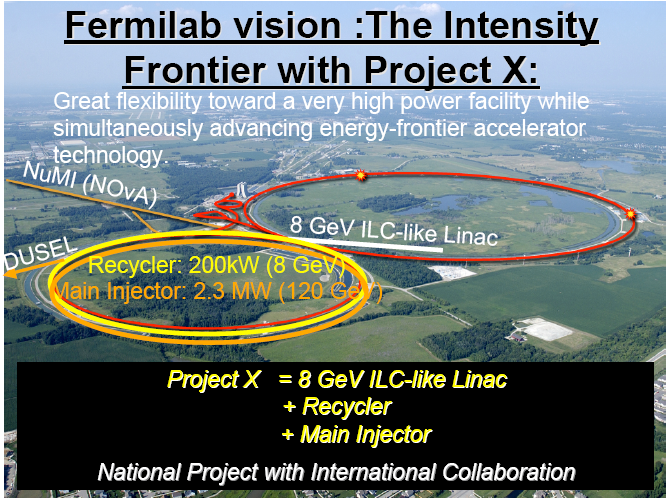 Fermilab vision :The Intensity
Frontier with Project X:
Great flexibility toward a very high power facility while
simultaneously advancing energy-frontier accelerator
technology.
NuMI (NOvA)
8 GeV ILC-like Linac
DUSEL
Recycler: 200kW (8 GeV)
Main Injector: 2.3 MW (120 GeV)
Project X = 8 GeV ILC-like Linac
+ Recycler
+ Main Injector
National Project with International Collaboration